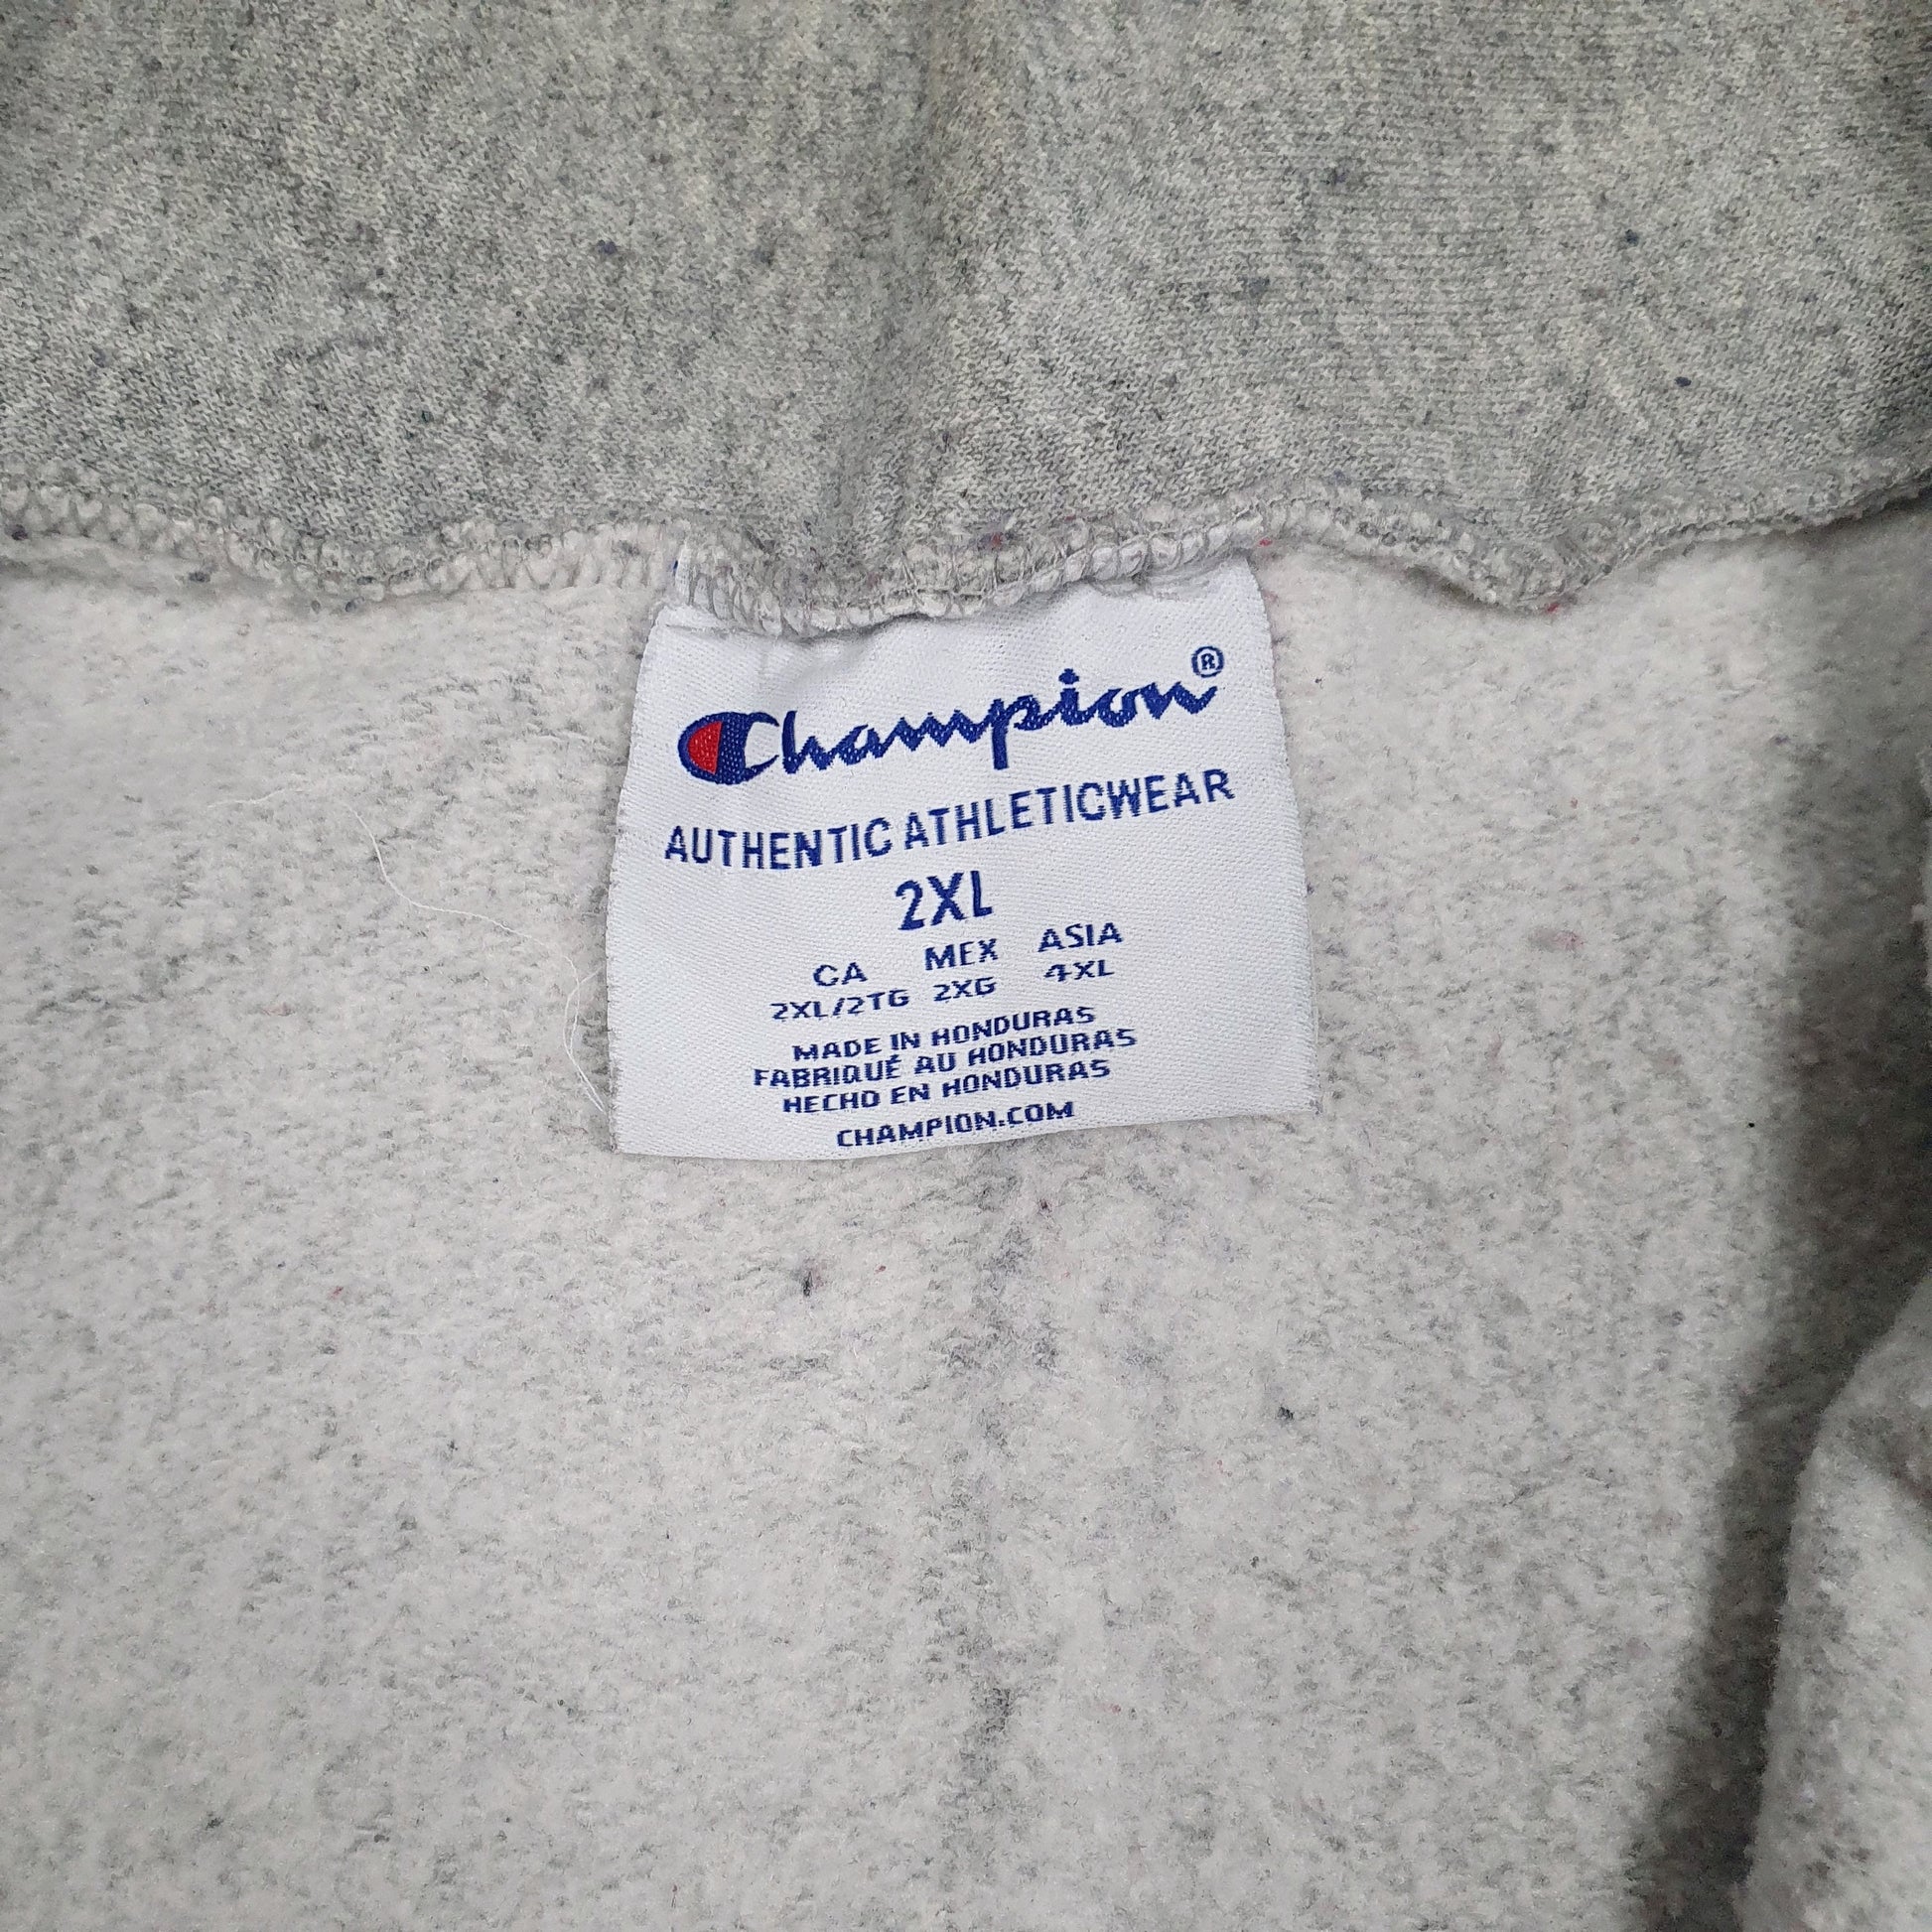 Champion®
AUTHENTIC ATHLETICWEAR
2XL
CA MEX ASIA
2XL/2TG 2XG 4XL
MADE IN HONDURAS
FABRIQUÉ AU HONDURAS
HECHO EN HONDURAS
CHAMPION.COM